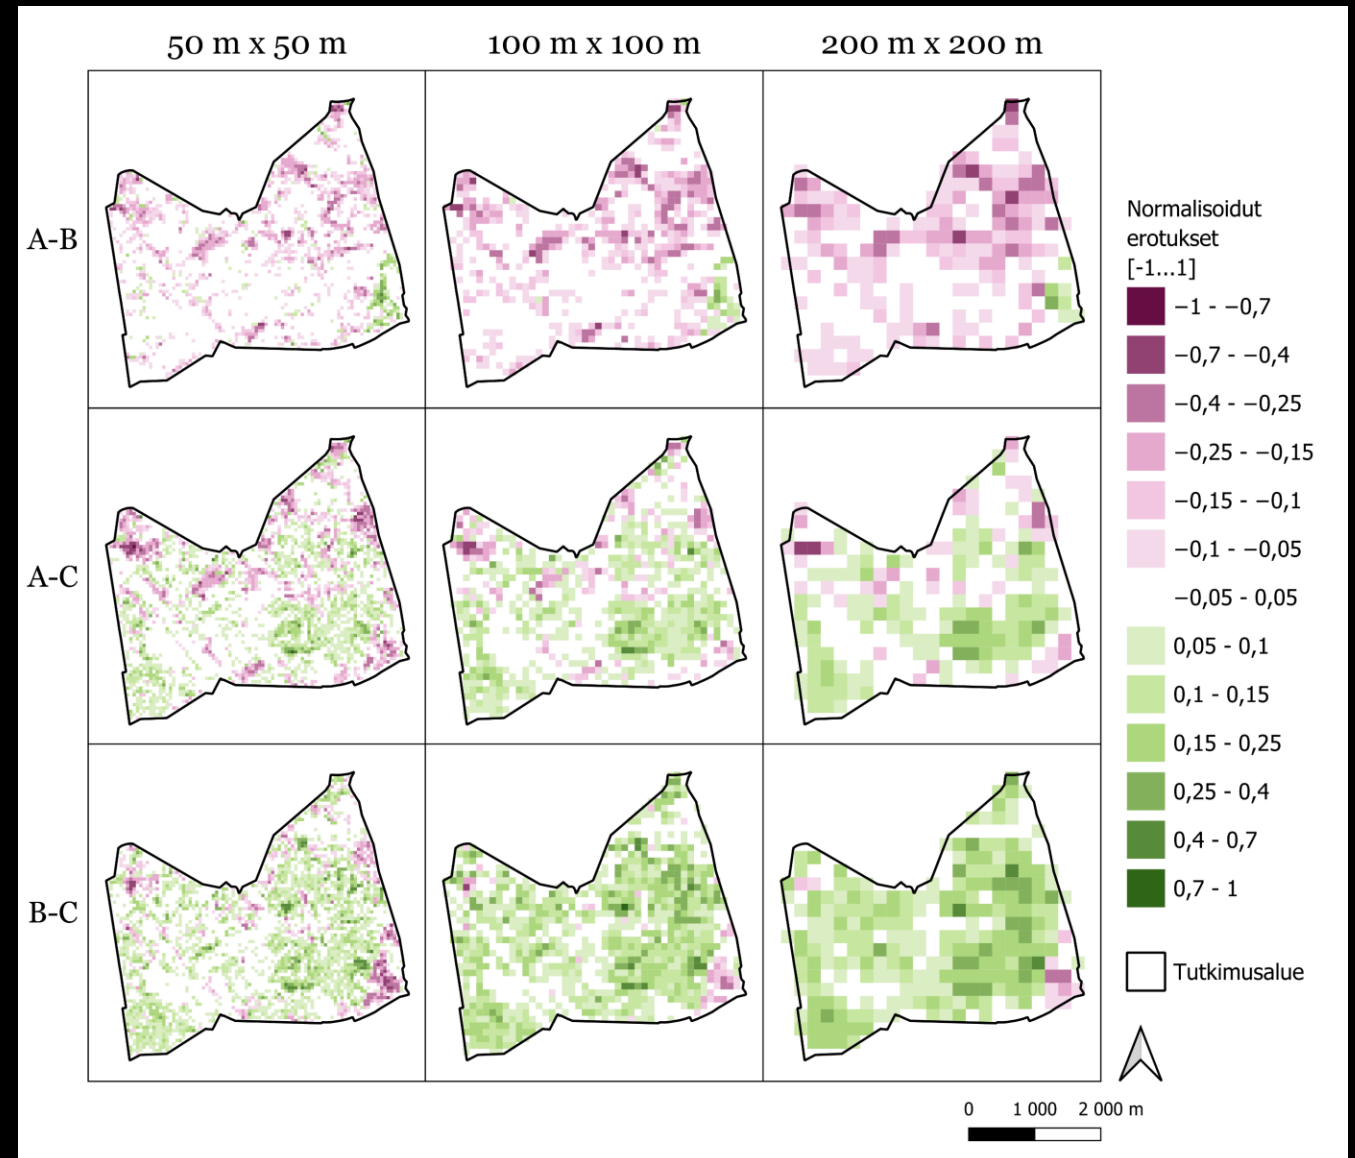 50 m x 50 m
100 m x 100 m
200 m x 200 m
A-B
A-C
B-C
Normalisoidut
erotukset
[-1...1]
−1 - −0,7
−0,7 - −0,4
−0,4 - −0,25
−0,25 - −0,15
−0,15 - −0,1
−0,1 - −0,05
−0,05 - 0,05
0,05 - 0,1
0,1 - 0,15
0,15 - 0,25
0,25 - 0,4
0,4 - 0,7
0,7 - 1
Tutkimusalue
0 1 000 2 000 m